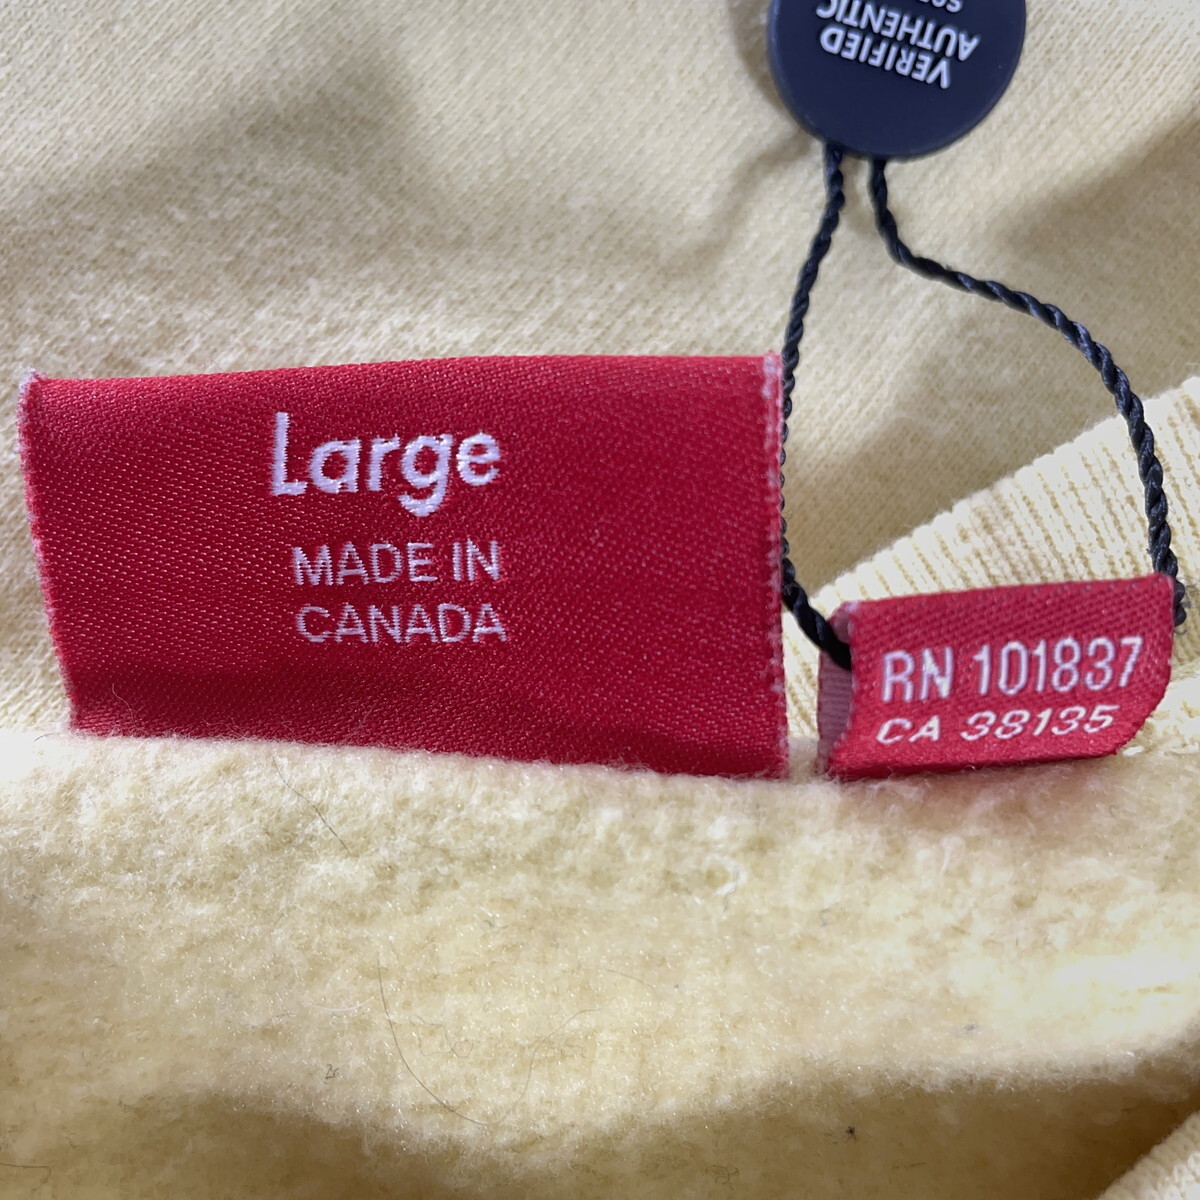 VERIFIED
AUTHENTIC
Large
MADE IN
CANADA
RN 101837
CA 38135